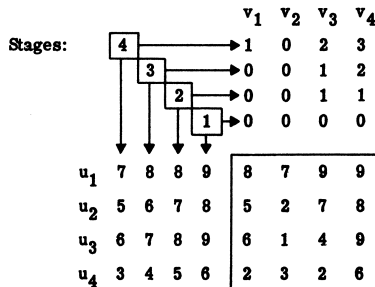 v1 v2 v3 v4
Stages: 4 1 0 2 3
3 0 0 1 2
2 0 0 1 1
1 0 0 0 0
u1 7 8 8 9 8 7 9 9
u2 5 6 7 8 5 2 7 8
u3 6 7 8 9 6 1 4 9
u4 3 4 5 6 2 3 2 6